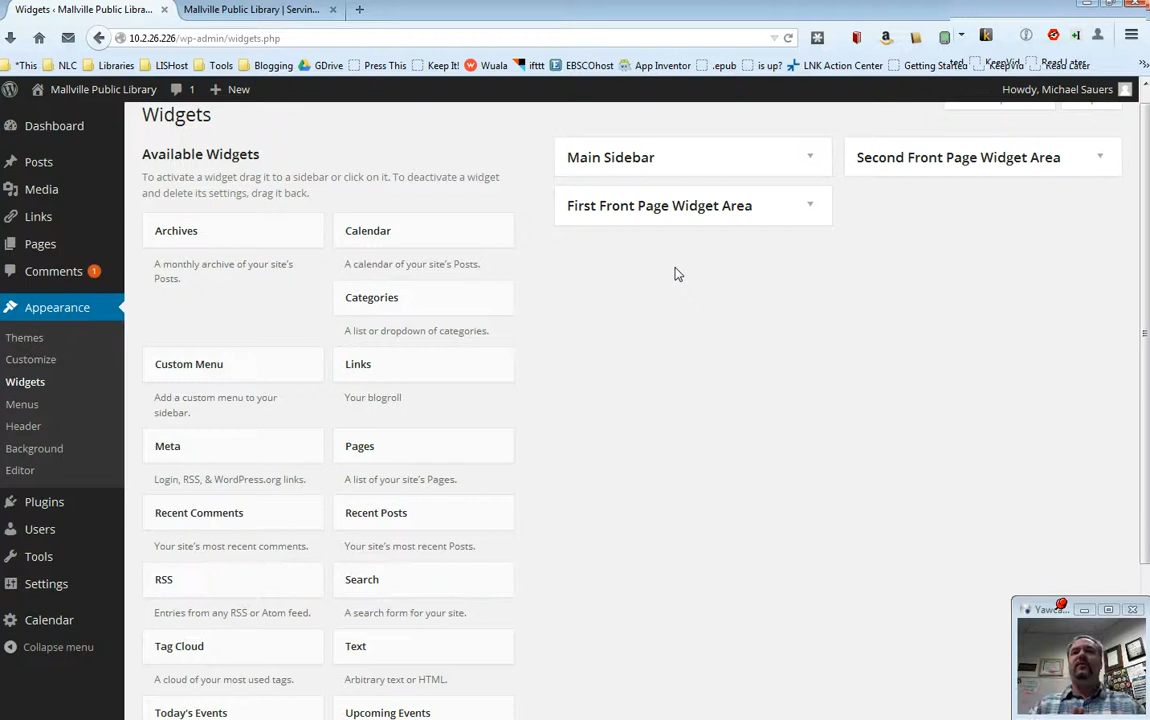 Widgets ‹ Mallville Public Libra...
Mallville Public Library | Servin...
10.2.26.226/wp-admin/widgets.php
*This
NLC
Libraries
LISHost
Tools
Blogging
GDrive
Press This
Keep It!
Wuala
ifttt
EBSCOhost
App Inventor
.epub
is up?
LNK Action Center
Getting Started
Read Later
Mallville Public Library
1
New
Howdy, Michael Sauers
Dashboard
Posts
Media
Links
Pages
Comments 1
Appearance
Themes
Customize
Widgets
Menus
Header
Background
Editor
Plugins
Users
Tools
Settings
Calendar
Collapse menu
Widgets
Available Widgets
To activate a widget drag it to a sidebar or click on it. To deactivate a widget
and delete its settings, drag it back.
Archives
A monthly archive of your site's
Posts.
Calendar
A calendar of your site's Posts.
Categories
A list or dropdown of categories.
Custom Menu
Add a custom menu to your
sidebar.
Links
Your blogroll
Meta
Login, RSS, & WordPress.org links.
Pages
A list of your site's Pages.
Recent Comments
Your site's most recent comments.
Recent Posts
Your site's most recent Posts.
RSS
Entries from any RSS or Atom feed.
Search
A search form for your site.
Tag Cloud
A cloud of your most used tags.
Text
Arbitrary text or HTML.
Today's Events
Upcoming Events
Main Sidebar
Second Front Page Widget Area
First Front Page Widget Area